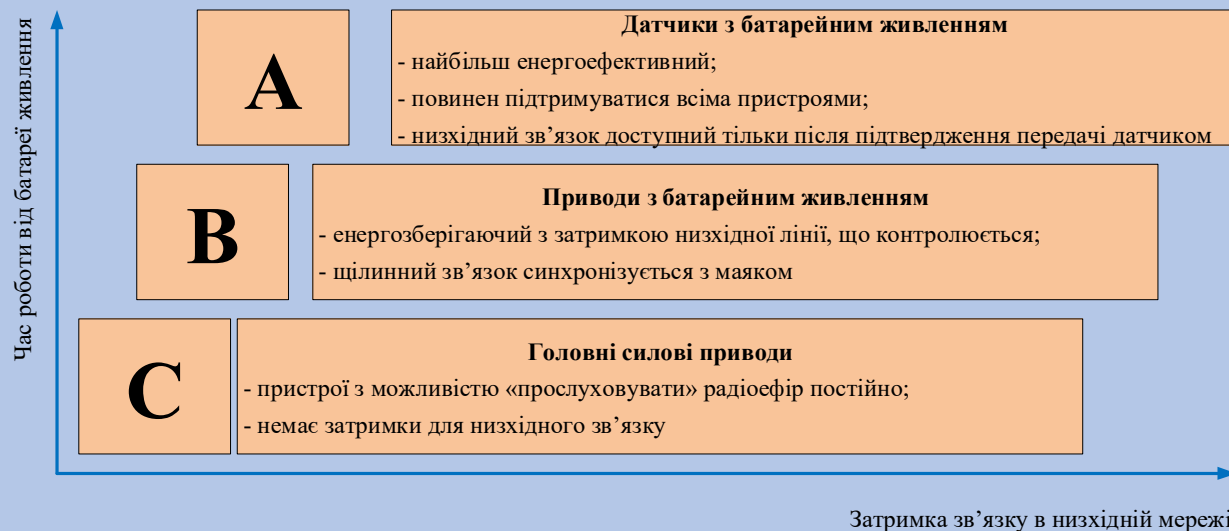 Час роботи від батареї живлення
A
Датчики з батарейним живленням
- найбільш енергоефективний;
- повинен підтримуватися всіма пристроями;
- низхідний зв’язок доступний тільки після підтвердження передачі датчиком
B
Приводи з батарейним живленням
- енергозберігаючий з затримкою низхідної лінії, що контролюється;
- щілинний зв’язок синхронізується з маяком
C
Головні силові приводи
- пристрої з можливістю «прослуховувати» радіоефір постійно;
- немає затримки для низхідного зв’язку
Затримка зв’язку в низхідній мережі